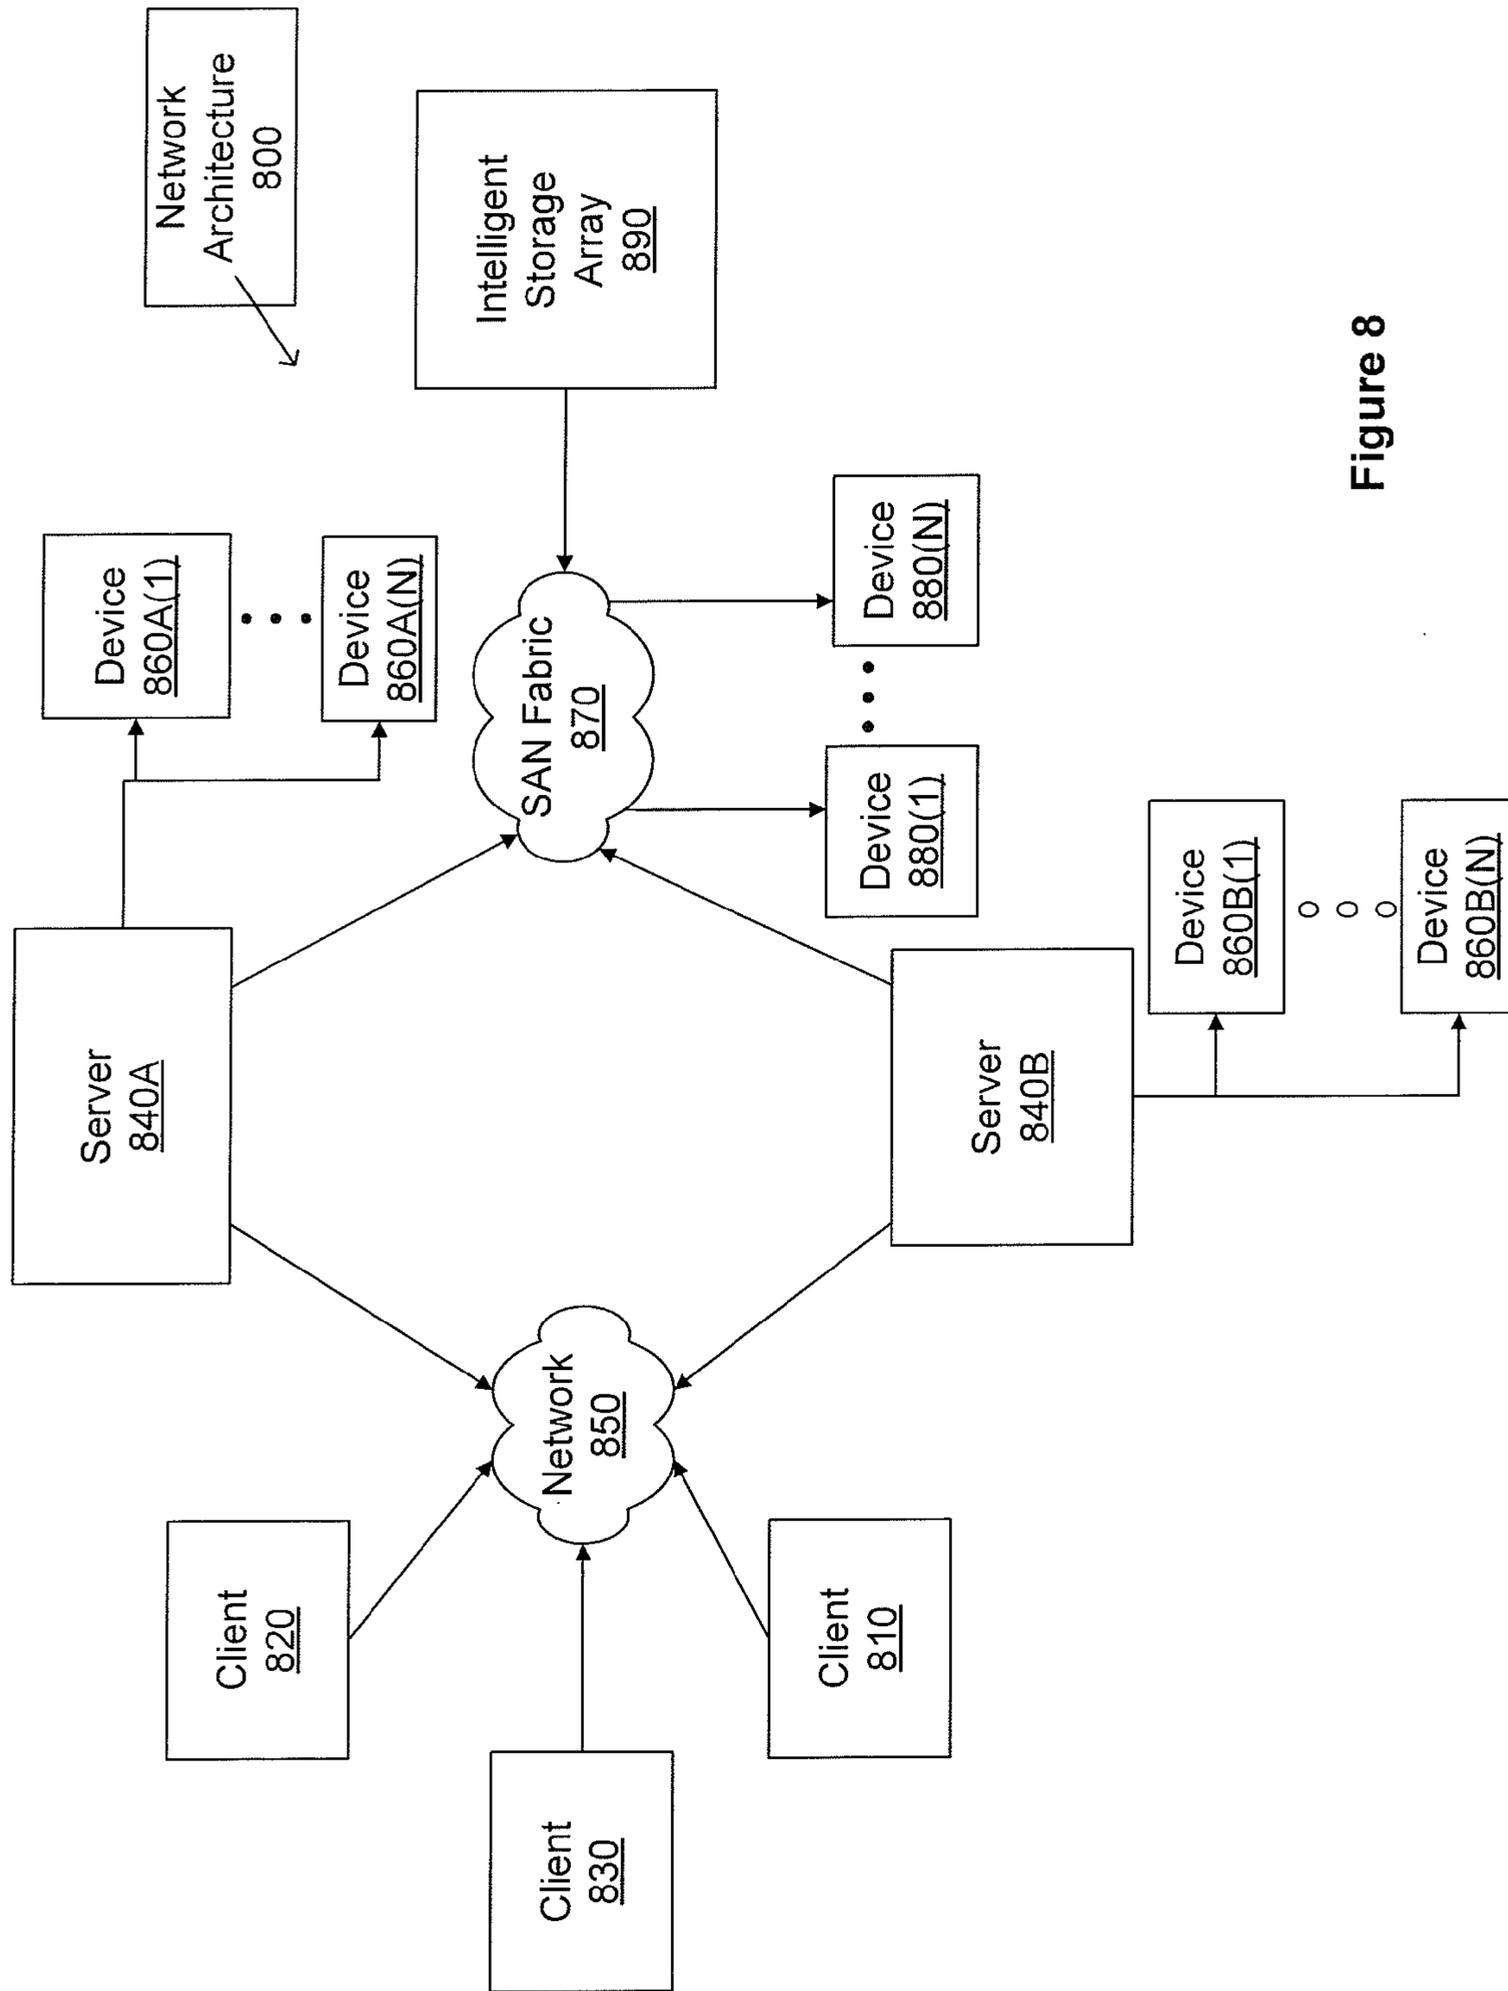 Network
Architecture
800
Intelligent
Storage
Array
890
Device
860A(1)
Device
860A(N)
SAN Fabric
870
Device
880(1)
Device
880(N)
Server
840A
Server
840B
Device
860B(1)
Device
860B(N)
Network
850
Client
820
Client
830
Client
810
Figure 8